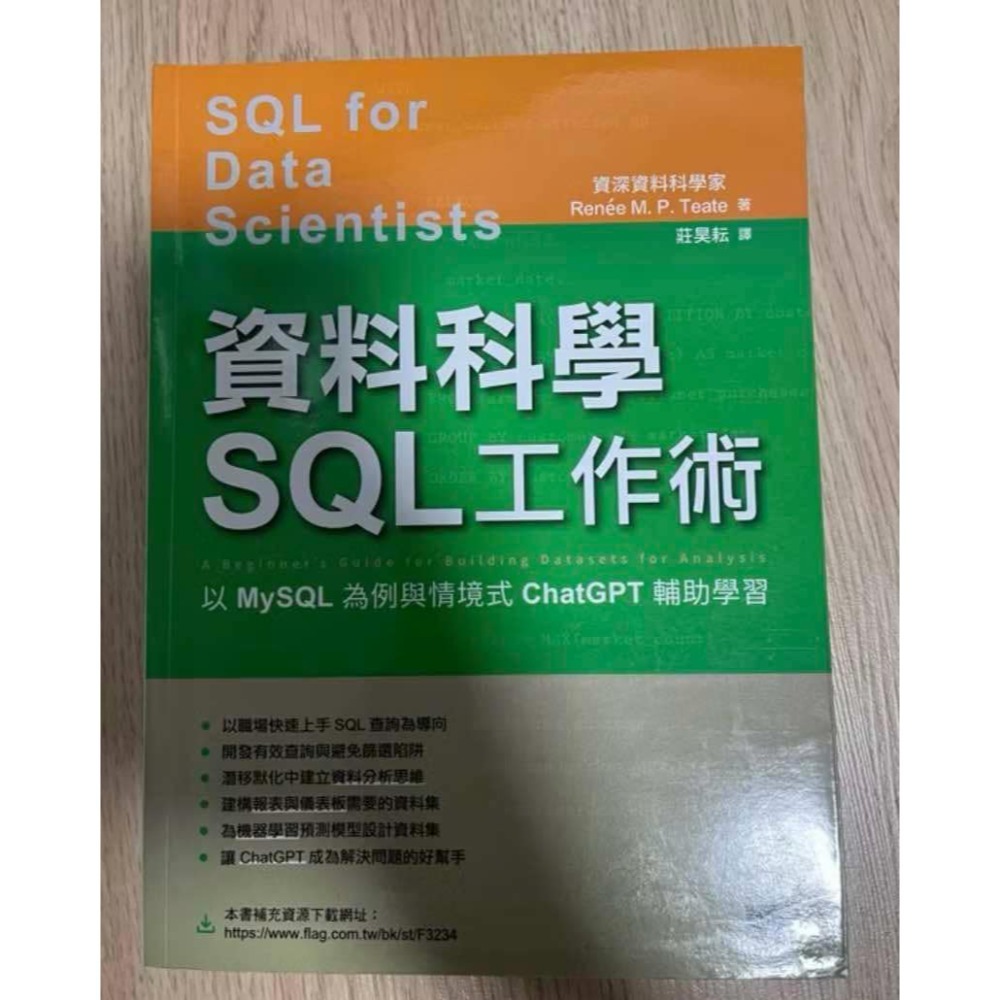 SQL for
Data
Scientists
資深資料科學家
Renée M. P. Teate 著
莊昊耘 譯
資料科學
SQL工作術
A Beginner's Guide for Building Datasets for Analysis
以 MySQL 為例與情境式 ChatGPT 輔助學習
• 以職場快速上手 SQL 查詢為導向
• 開發有效查詢與避免篩選陷阱
• 潛移默化中建立資料分析思維
• 建構報表與儀表板需要的資料集
• 為機器學習預測模型設計資料集
• 讓 ChatGPT 成為解決問題的好幫手
本書補充資源下載網址：
https://www.flag.com.tw/bk/st/F3234